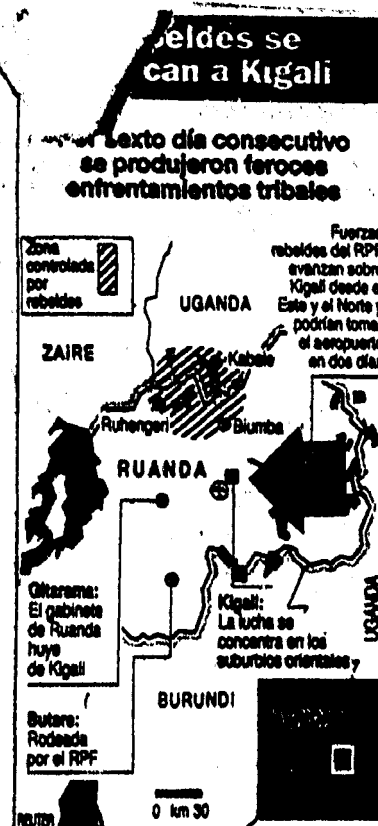 beldes se
can a Kigali
sexto día consecutivo
se produjeron feroces
enfrentamientos tribales
Zona
controlada
por
rebeldes
Fuerzas
rebeldes del RPF
avanzan sobre
Kigali desde el
Este y el Norte y
podrían tomar
el aeropuerto
en dos días
UGANDA
ZAIRE
Kabale
Ruhengeri
Biumba
RUANDA
Gitarama:
El gabinete
de Ruanda
huye
de Kigali
Kigali:
La lucha se
concentra en los
suburbios orientales
UGANDA
BURUNDI
Butare:
Rodeada
por el RPF
0 km 30
REUTER